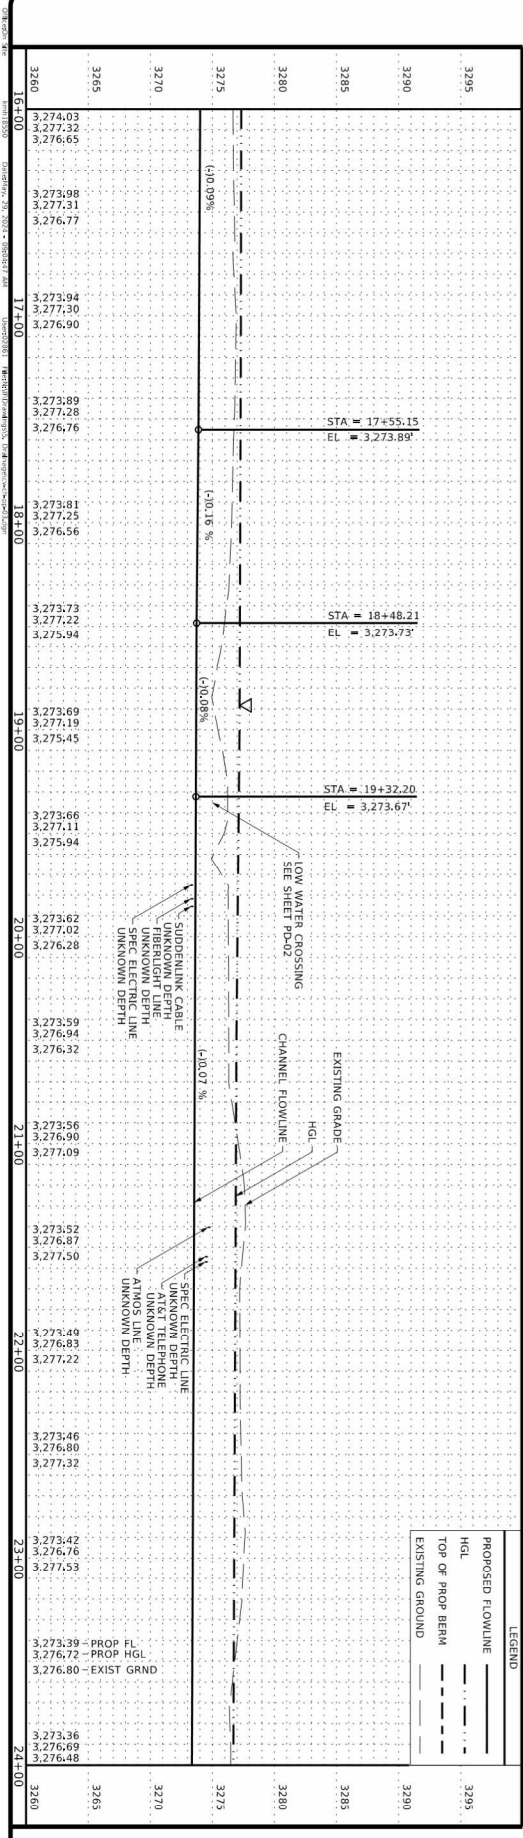 3295 3290 3285 3280 3275 3270 3265 3260
16+00
3,274.03
3,277.32
3,276.65
(-)0.09%
3,273.98
3,277.31
3,276.77
17+00
3,273.94
3,277.30
3,276.90
3,273.89
3,277.28
3,276.76
STA = 17+55.15
EL = 3,273.89'
(-)0.16 %
18+00
3,273.81
3,277.25
3,276.56
3,273.73
3,277.22
3,275.94
STA = 18+48.21
EL = 3,273.73'
(-)0.08%
19+00
3,273.69
3,277.19
3,275.45
STA = 19+32.20
EL = 3,273.67'
3,273.66
3,277.11
3,275.94
LOW WATER CROSSING
SEE SHEET PD-02
SUDDENLINK CABLE
UNKNOWN DEPTH
FIBERLIGHT LINE
UNKNOWN DEPTH
SPEC ELECTRIC LINE
UNKNOWN DEPTH
20+00
3,273.62
3,277.02
3,276.28
3,273.59
3,276.94
3,276.32
(-)0.07 %
EXISTING GRADE
HGL
CHANNEL FLOWLINE
21+00
3,273.56
3,276.90
3,277.09
3,273.52
3,276.87
3,277.50
SPEC ELECTRIC LINE
UNKNOWN DEPTH
AT&T TELEPHONE
UNKNOWN DEPTH
ATMOS LINE
UNKNOWN DEPTH
22+00
3,273.49
3,276.83
3,277.22
3,273.46
3,276.80
3,277.32
23+00
3,273.42
3,276.76
3,277.53
3,273.39 - PROP FL
3,276.72 - PROP HGL
3,276.80 - EXIST GRND
24+00
3,273.36
3,276.69
3,276.48
LEGEND
PROPOSED FLOWLINE
HGL
TOP OF PROP BERM
EXISTING GROUND
3295 3290 3285 3280 3275 3270 3265 3260